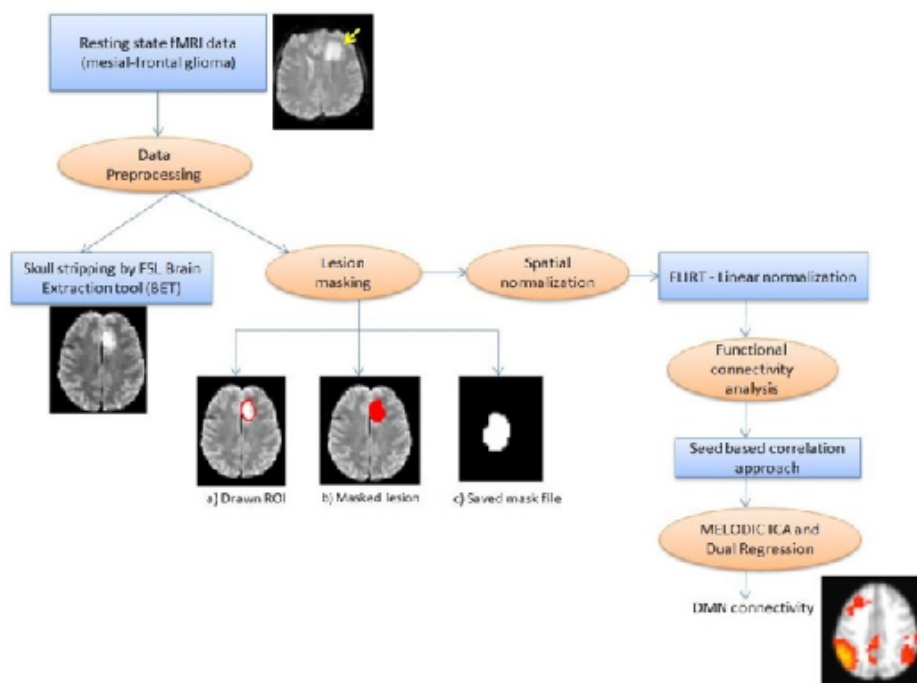 Resting state fMRI data
(mesial-frontal glioma)
Data
Preprocessing
Skull stripping by FSL Brain
Extraction tool (BET)
Lesion
masking
Spatial
normalization
FLIRT - Linear normalization
Functional
connectivity
analysis
Seed based correlation
approach
a) Drawn ROI
b) Masked lesion
c) Saved mask file
MELODIC ICA and
Dual Regression
DMN connectivity